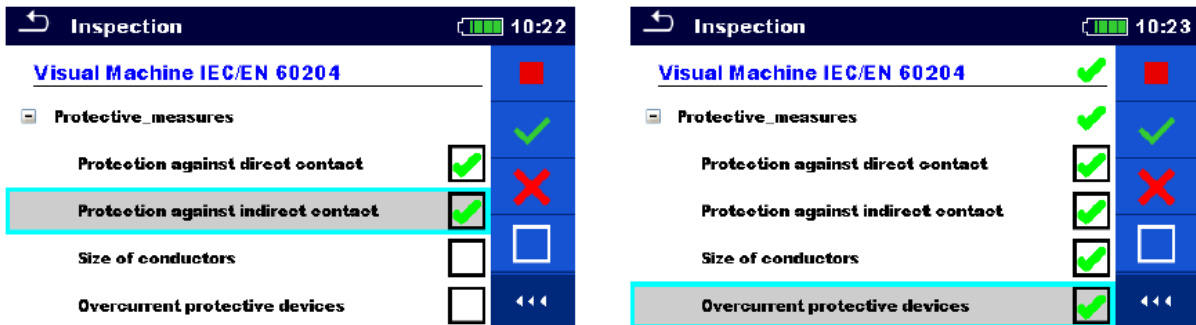 Inspection 10:22
Visual Machine IEC/EN 60204
Protective_measures
Protection against direct contact
Protection against indirect contact
Size of conductors
Overcurrent protective devices
Inspection 10:23
Visual Machine IEC/EN 60204
Protective_measures
Protection against direct contact
Protection against indirect contact
Size of conductors
Overcurrent protective devices